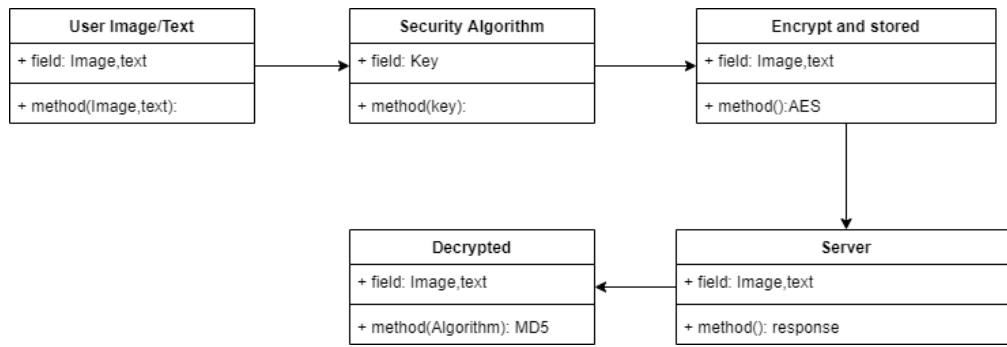 User Image/Text
+ field: Image,text
+ method(Image,text):
Security Algorithm
+ field: Key
+ method(key):
Encrypt and stored
+ field: Image,text
+ method():AES
Decrypted
+ field: Image,text
+ method(Algorithm): MD5
Server
+ field: Image,text
+ method(): response